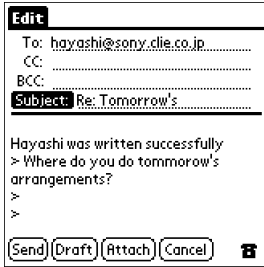 Edit
To: hayashi@sony.clie.co.jp
CC:
BCC:
Subject: Re: Tomorrow's
Hayashi was written successfully
> Where do you do tommorow's
arrangements?
>
>
Send Draft Attach Cancel